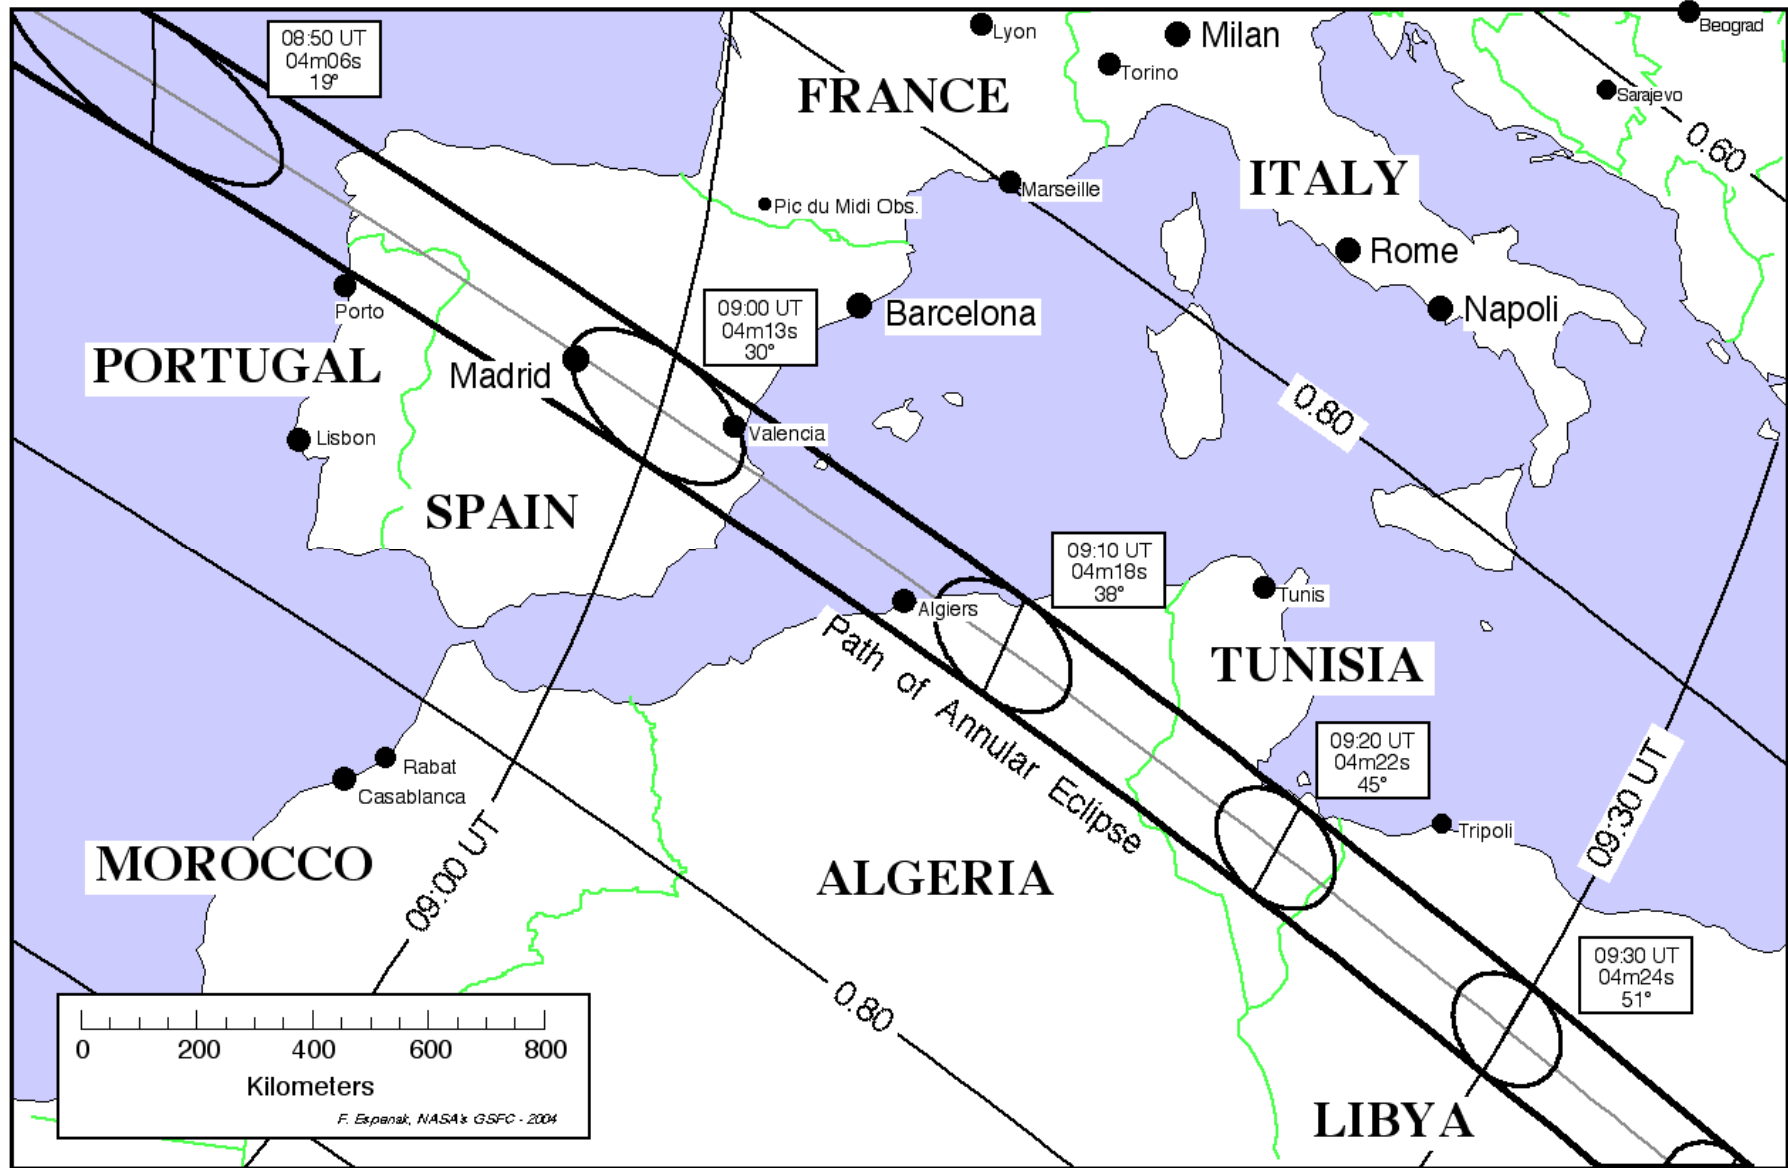 08:50 UT
04m06s
19°
Lyon
Milan
Torino
Beograd
FRANCE
Sarajevo
0.60
ITALY
Marseille
Pic du Midi Obs.
Rome
Porto
09:00 UT
04m13s
30°
Barcelona
Napoli
PORTUGAL
Madrid
0.80
Lisbon
Valencia
SPAIN
09:10 UT
04m18s
38°
Algiers
Tunis
Path of Annular Eclipse
TUNISIA
Rabat
Casablanca
09:20 UT
04m22s
45°
09:30 UT
Tripoli
MOROCCO
09:00 UT
ALGERIA
09:30 UT
04m24s
51°
0.80
0 200 400 600 800
Kilometers
F. Espenak, NASA's GSFC - 2004
LIBYA